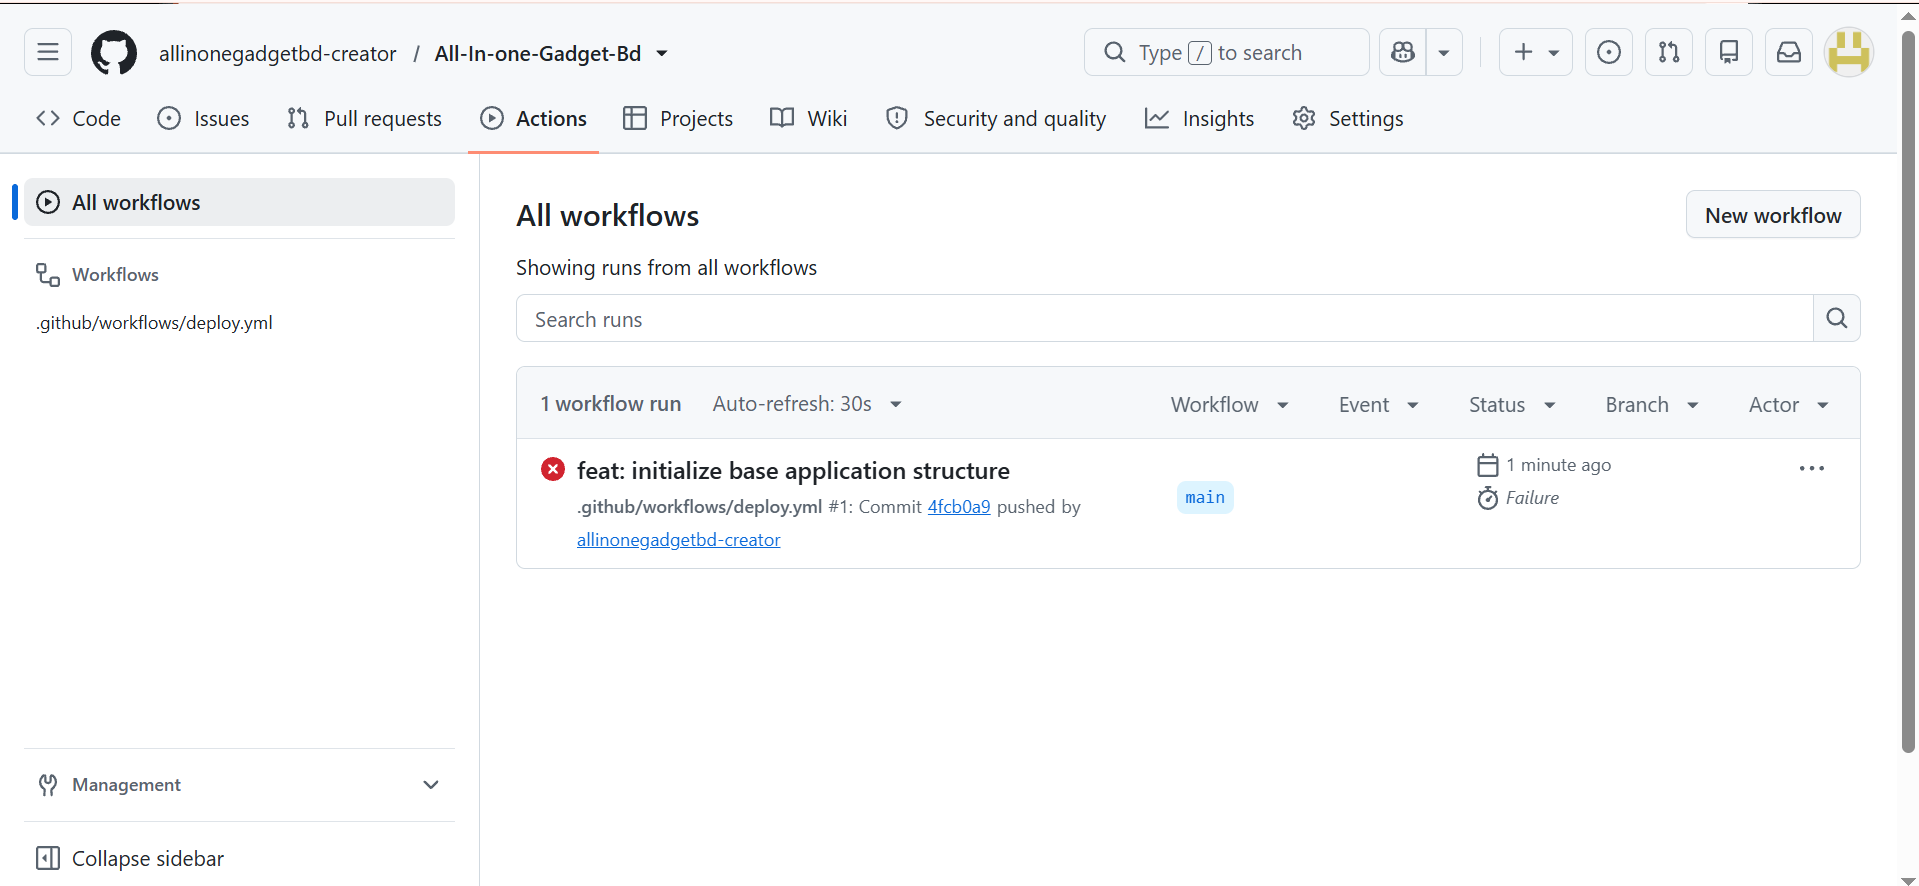 allinonegadgetbd-creator / All-In-one-Gadget-Bd
Type / to search
Code Issues Pull requests Actions Projects Wiki Security and quality Insights Settings
All workflows
Workflows
.github/workflows/deploy.yml
Management
Collapse sidebar
All workflows
New workflow
Showing runs from all workflows
Search runs
1 workflow run Auto-refresh: 30s Workflow Event Status Branch Actor
feat: initialize base application structure
.github/workflows/deploy.yml #1: Commit 4fcb0a9 pushed by
allinonegadgetbd-creator
main
1 minute ago
Failure